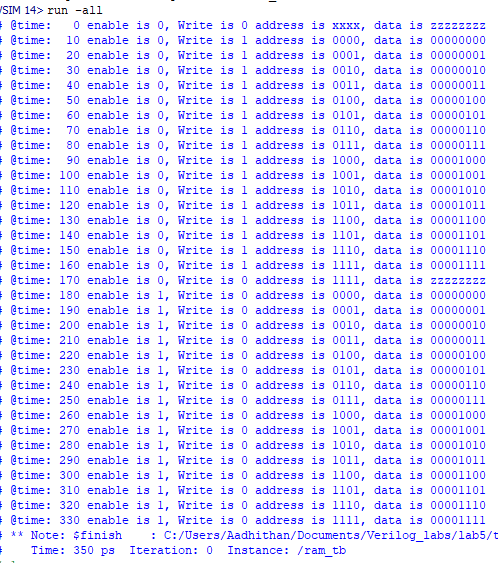 VSIM 14> run -all
# @time:   0 enable is 0, Write is 0 address is xxxx, data is zzzzzzzz
# @time:  10 enable is 0, Write is 1 address is 0000, data is 00000000
# @time:  20 enable is 0, Write is 1 address is 0001, data is 00000001
# @time:  30 enable is 0, Write is 1 address is 0010, data is 00000010
# @time:  40 enable is 0, Write is 1 address is 0011, data is 00000011
# @time:  50 enable is 0, Write is 1 address is 0100, data is 00000100
# @time:  60 enable is 0, Write is 1 address is 0101, data is 00000101
# @time:  70 enable is 0, Write is 1 address is 0110, data is 00000110
# @time:  80 enable is 0, Write is 1 address is 0111, data is 00000111
# @time:  90 enable is 0, Write is 1 address is 1000, data is 00001000
# @time: 100 enable is 0, Write is 1 address is 1001, data is 00001001
# @time: 110 enable is 0, Write is 1 address is 1010, data is 00001010
# @time: 120 enable is 0, Write is 1 address is 1011, data is 00001011
# @time: 130 enable is 0, Write is 1 address is 1100, data is 00001100
# @time: 140 enable is 0, Write is 1 address is 1101, data is 00001101
# @time: 150 enable is 0, Write is 1 address is 1110, data is 00001110
# @time: 160 enable is 0, Write is 1 address is 1111, data is 00001111
# @time: 170 enable is 0, Write is 0 address is 1111, data is zzzzzzzz
# @time: 180 enable is 1, Write is 0 address is 0000, data is 00000000
# @time: 190 enable is 1, Write is 0 address is 0001, data is 00000001
# @time: 200 enable is 1, Write is 0 address is 0010, data is 00000010
# @time: 210 enable is 1, Write is 0 address is 0011, data is 00000011
# @time: 220 enable is 1, Write is 0 address is 0100, data is 00000100
# @time: 230 enable is 1, Write is 0 address is 0101, data is 00000101
# @time: 240 enable is 1, Write is 0 address is 0110, data is 00000110
# @time: 250 enable is 1, Write is 0 address is 0111, data is 00000111
# @time: 260 enable is 1, Write is 0 address is 1000, data is 00001000
# @time: 270 enable is 1, Write is 0 address is 1001, data is 00001001
# @time: 280 enable is 1, Write is 0 address is 1010, data is 00001010
# @time: 290 enable is 1, Write is 0 address is 1011, data is 00001011
# @time: 300 enable is 1, Write is 0 address is 1100, data is 00001100
# @time: 310 enable is 1, Write is 0 address is 1101, data is 00001101
# @time: 320 enable is 1, Write is 0 address is 1110, data is 00001110
# @time: 330 enable is 1, Write is 0 address is 1111, data is 00001111
# ** Note: $finish    : C:/Users/Aadhithan/Documents/Verilog_labs/lab5/t
#    Time: 350 ps  Iteration: 0  Instance: /ram_tb